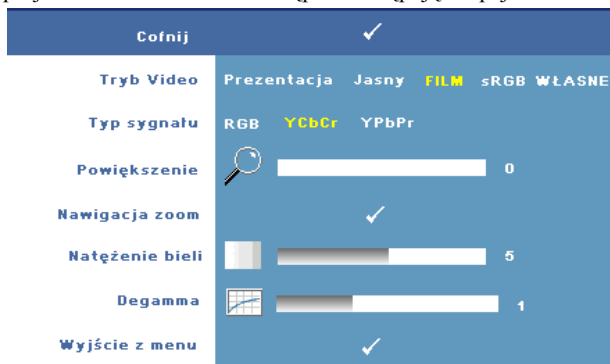 Cofnij
Tryb Video Prezentacja Jasny FILM sRGB WŁASNE
Typ sygnału RGB YCbCr YPbPr
Powiększenie 0
Nawigacja zoom
Natężenie bieli 5
Degamma 1
Wyjście z menu